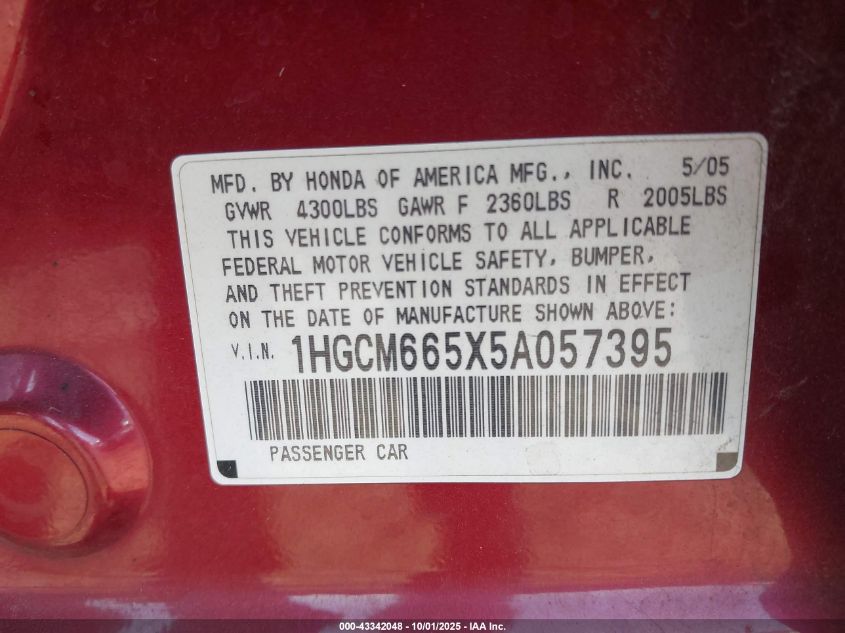 MFD. BY HONDA OF AMERICA MFG., INC. 5/05
GVWR 4300LBS GAWR F 2360LBS R 2005LBS
THIS VEHICLE CONFORMS TO ALL APPLICABLE
FEDERAL MOTOR VEHICLE SAFETY, BUMPER,
AND THEFT PREVENTION STANDARDS IN EFFECT
ON THE DATE OF MANUFACTURE SHOWN ABOVE:
V.I.N. 1HGCM665X5A057395
PASSENGER CAR
000-43342048 - 10/01/2025 - IAA Inc.